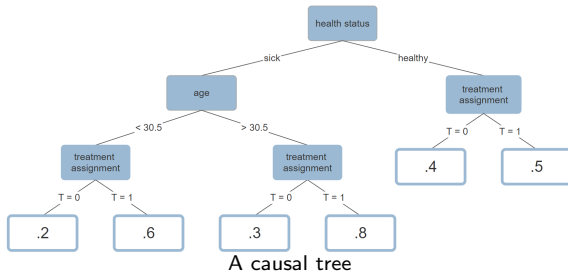 health status
sick
healthy
age
treatment
assignment
< 30.5
> 30.5
T = 0
T = 1
treatment
assignment
treatment
assignment
.4
.5
T = 0
T = 1
T = 0
T = 1
.2
.6
.3
.8
A causal tree